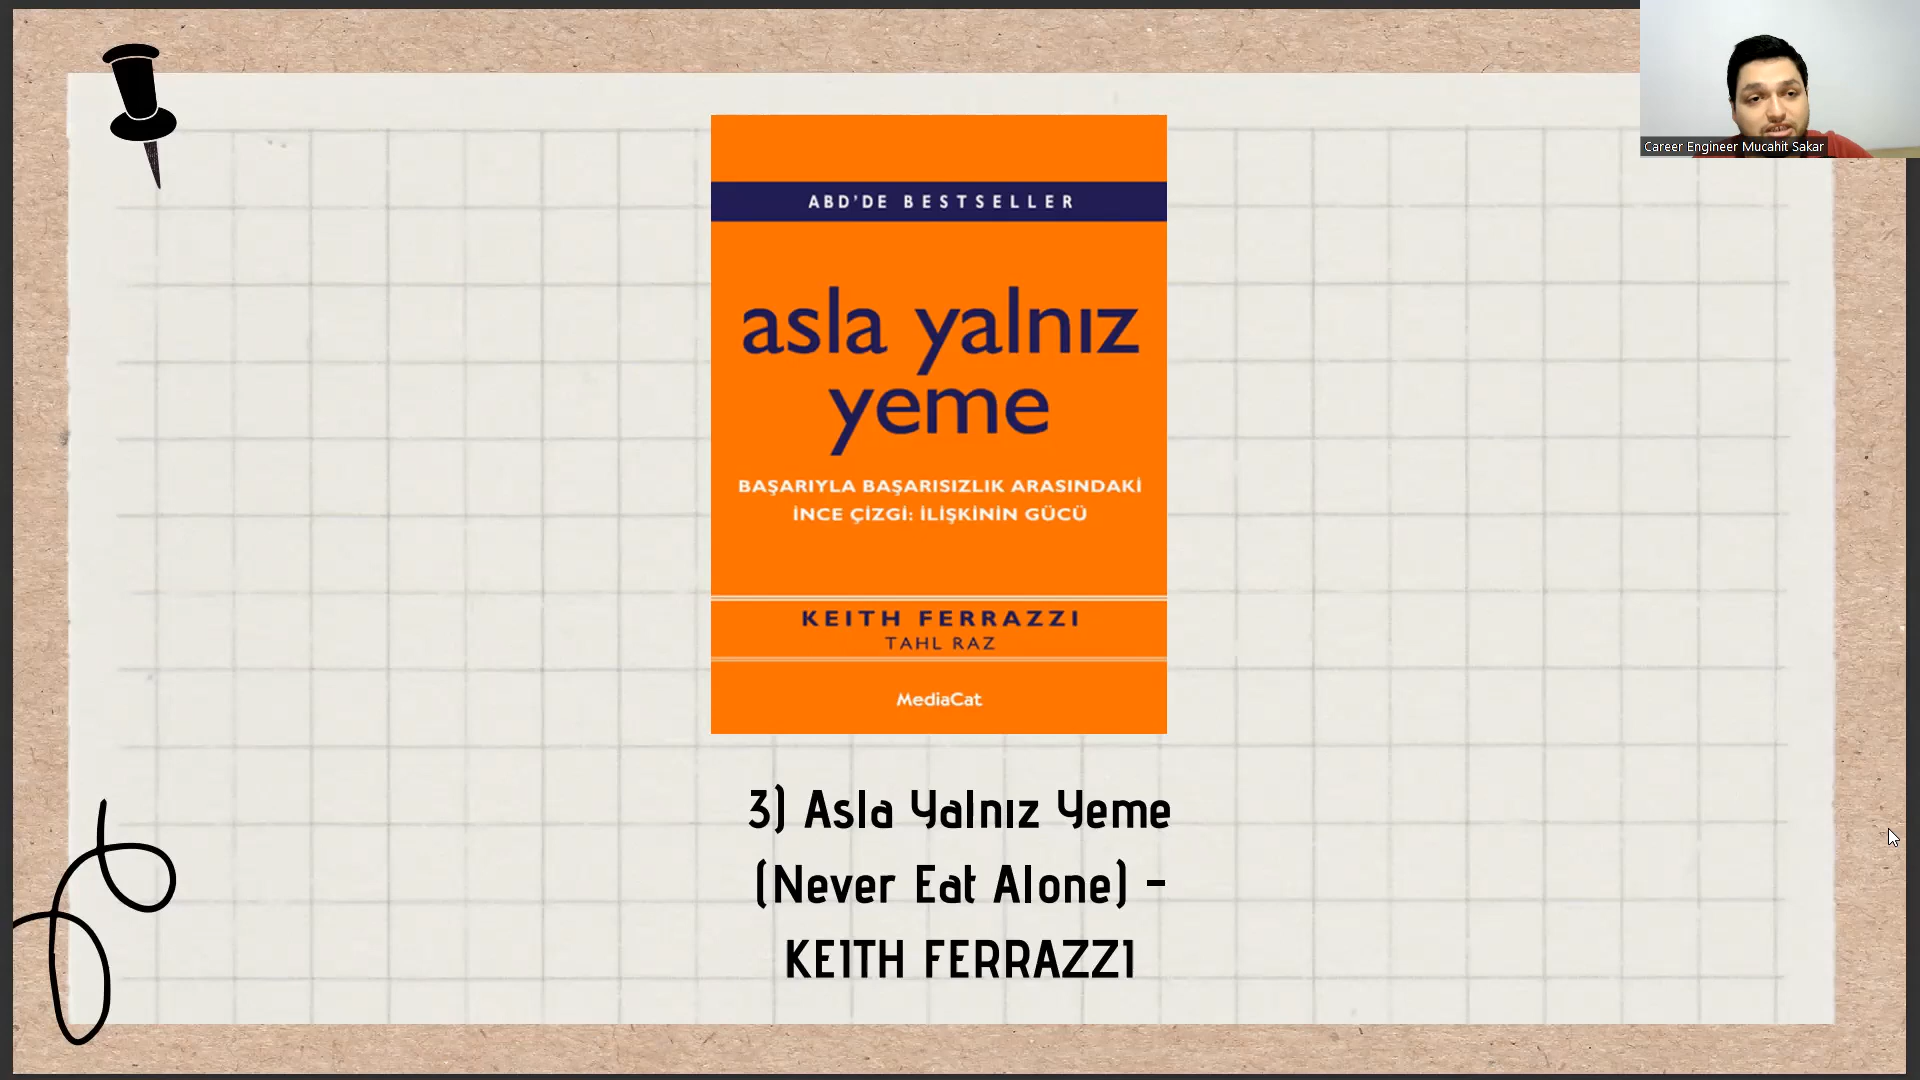 Career Engineer Mucahit Sakar
ABD'DE BESTSELLER
asla yalnız
yeme
BAŞARIYLA BAŞARISIZLIK ARASINDAKİ
İNCE ÇİZGİ: İLİŞKİNİN GÜCÜ
KEITH FERRAZZI
TAHL RAZ
MediaCat
3) Asla Yalnız Yeme
(Never Eat Alone) -
KEITH FERRAZZI